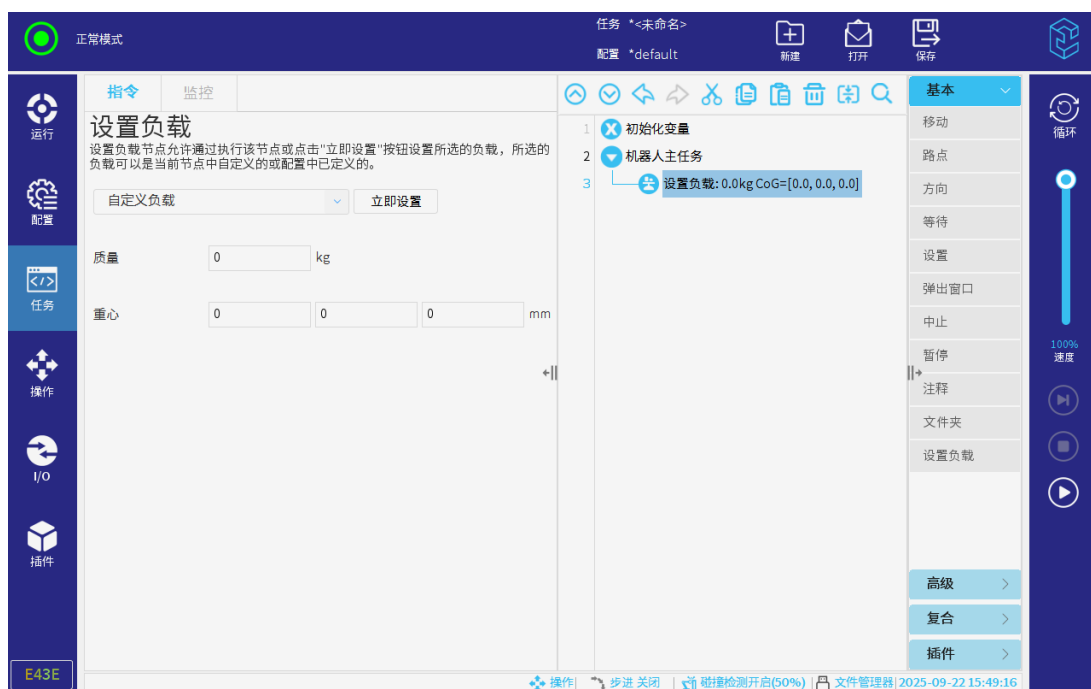 正常模式
任务 *<未命名>
配置 *default
新建
打开
保存
运行
配置
任务
操作
I/O
插件
E43E
指令
监控
设置负载
设置负载节点允许通过执行该节点或点击"立即设置"按钮设置所选的负载，所选的
负载可以是当前节点中自定义的或配置中已定义的。
自定义负载
立即设置
质量 0 kg
重心 0 0 0 mm
1 初始化变量
2 机器人主任务
3 设置负载: 0.0kg CoG=[0.0, 0.0, 0.0]
基本
移动
路点
方向
等待
设置
弹出窗口
中止
暂停
注释
文件夹
设置负载
高级
复合
插件
循环
100%
速度
操作| 步进 关闭 | 碰撞检测开启(50%) | 文件管理器| 2025-09-22 15:49:16